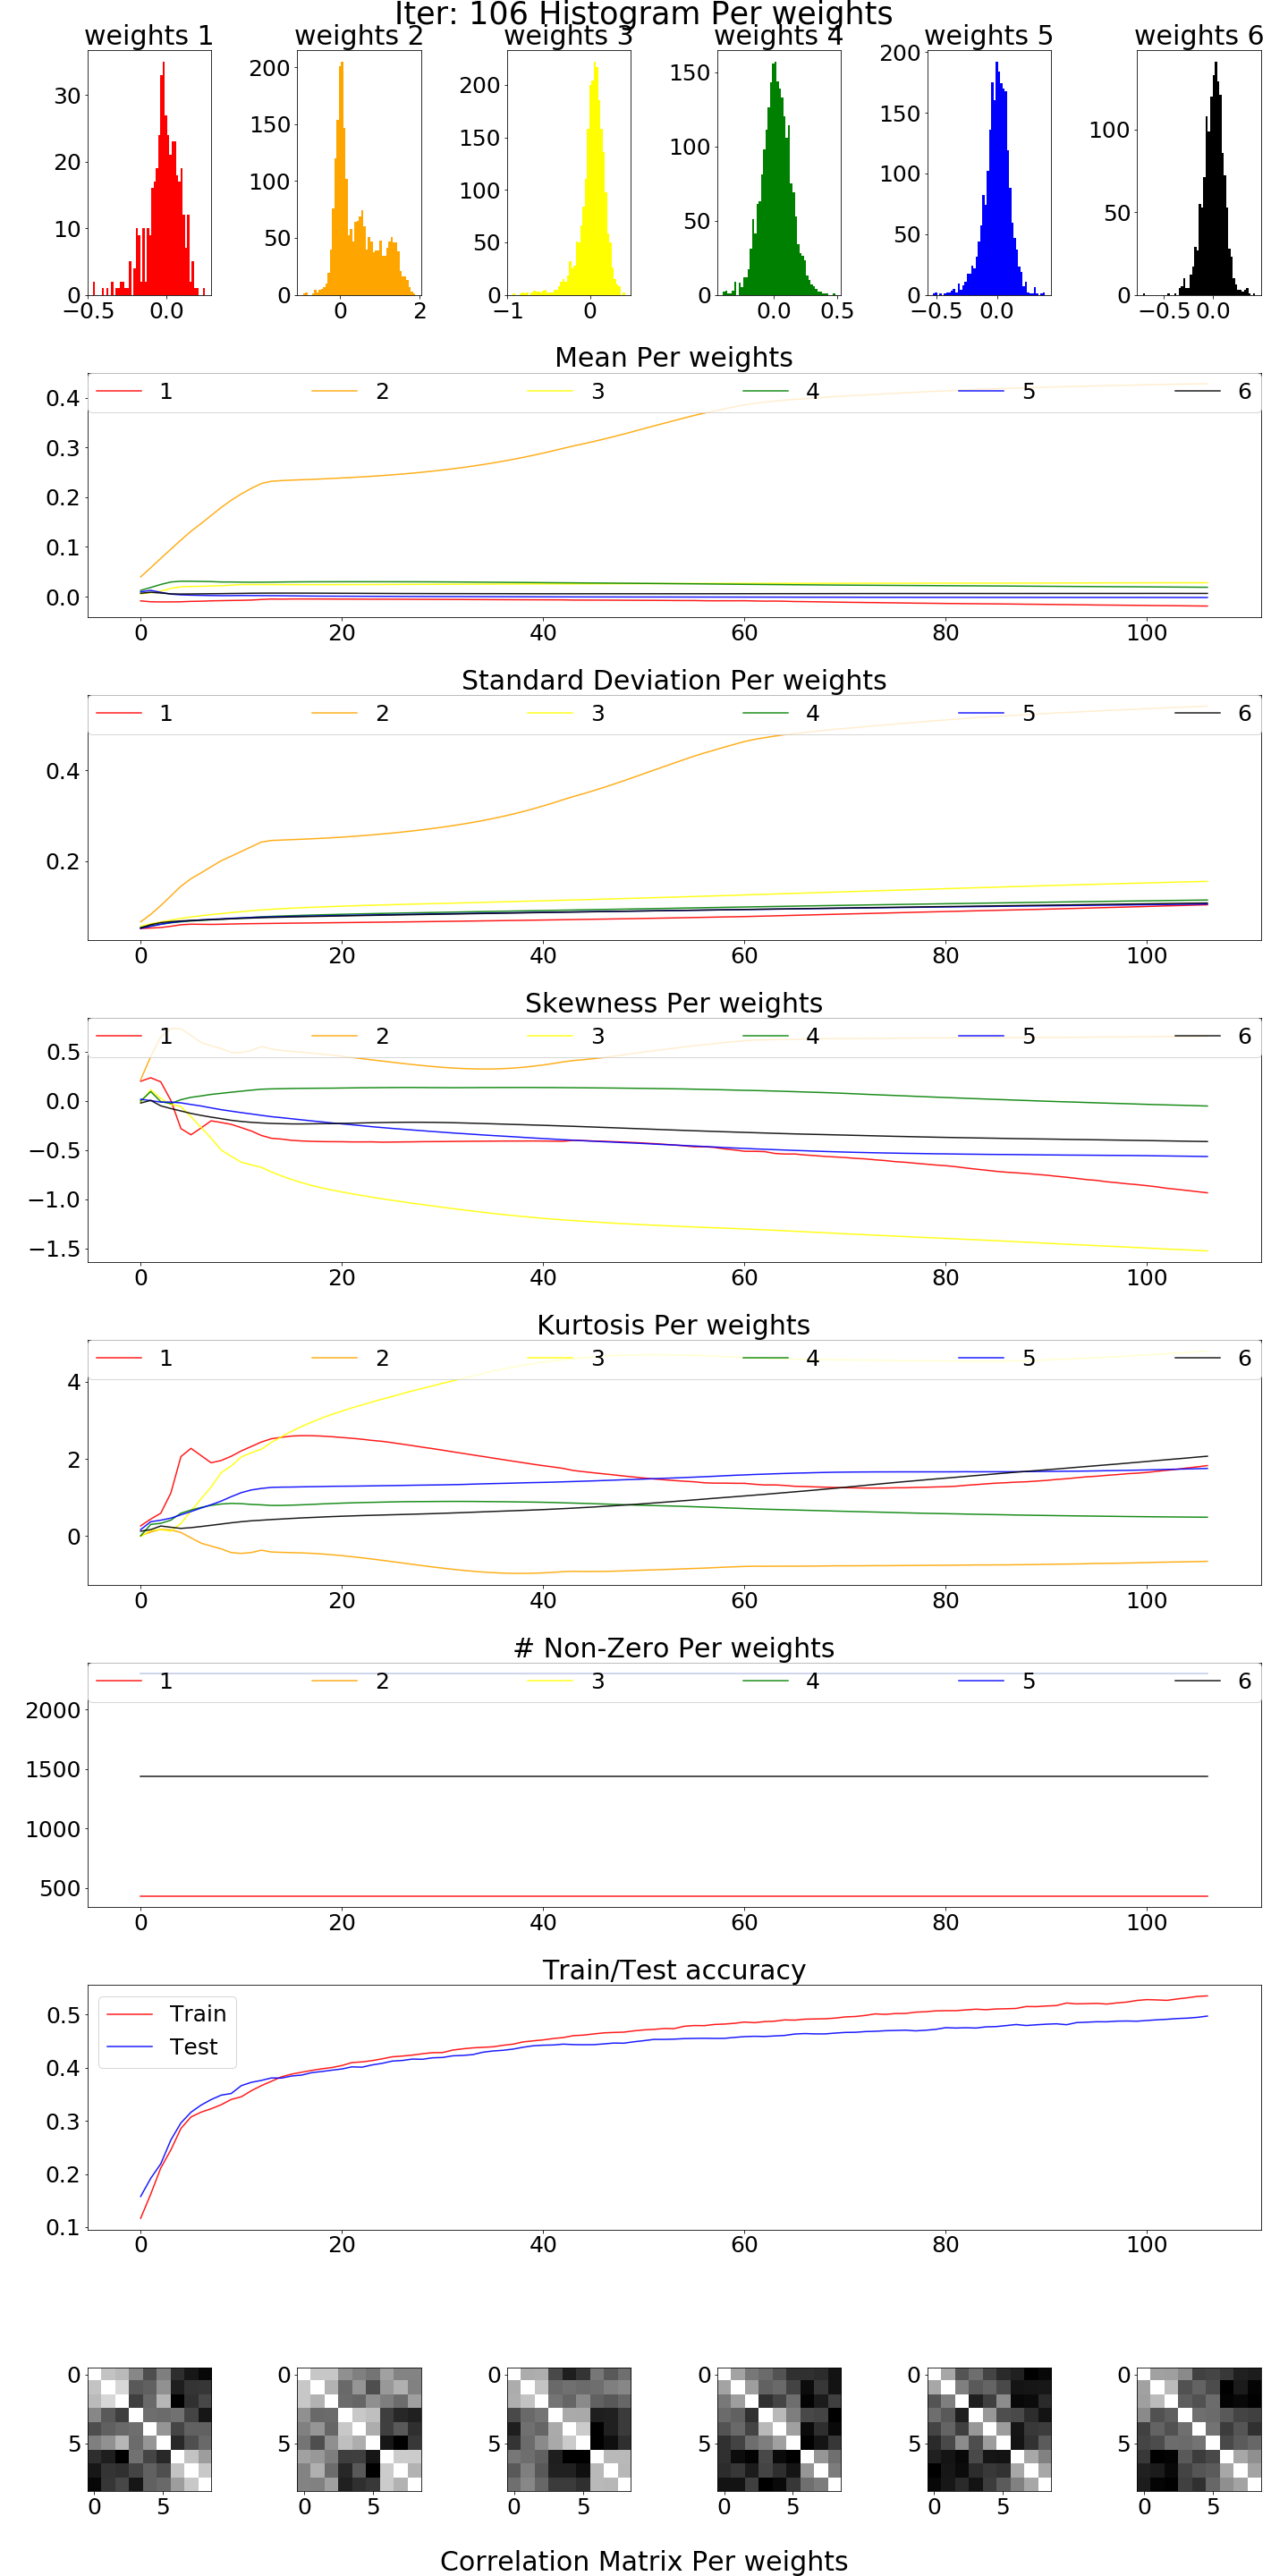 Iter: 106 Histogram Per weights
weights 1 weights 2 weights 3 weights 4 weights 5 weights 6
30 20 10 0
−0.5 0.0
200 150 100 50 0
0 2
200 150 100 50 0
−1 0
150 100 50 0
0.0 0.5
200 150 100 50 0
−0.5 0.0
100 50 0
−0.5 0.0
Mean Per weights
1 2 3 4 5 6
0.4
0.3
0.2
0.1
0.0
0 20 40 60 80 100
Standard Deviation Per weights
1 2 3 4 5 6
0.4
0.2
0 20 40 60 80 100
Skewness Per weights
1 2 3 4 5 6
0.5
0.0
−0.5
−1.0
−1.5
0 20 40 60 80 100
Kurtosis Per weights
1 2 3 4 5 6
4
2
0
0 20 40 60 80 100
# Non-Zero Per weights
1 2 3 4 5 6
2000
1500
1000
500
0 20 40 60 80 100
Train/Test accuracy
Train
Test
0.5
0.4
0.3
0.2
0.1
0 20 40 60 80 100
0 0 0 0 0 0
5 5 5 5 5 5
0 5 0 5 0 5 0 5 0 5 0 5
Correlation Matrix Per weights